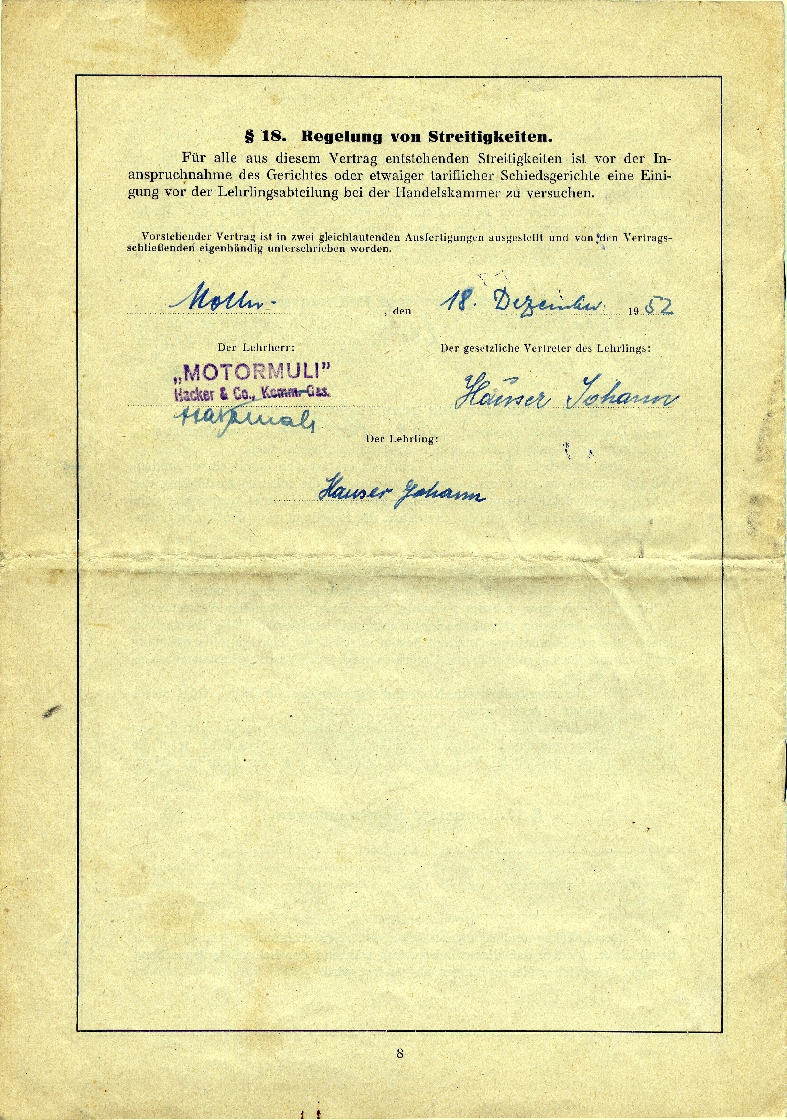 § 18. Regelung von Streitigkeiten.
Für alle aus diesem Vertrag entstehenden Streitigkeiten ist vor der In-
anspruchnahme des Gerichtes oder etwaiger tariflicher Schiedsgerichte eine Eini-
gung vor der Lehrlingsabteilung bei der Handelskammer zu versuchen.
Vorstehender Vertrag ist in zwei gleichlautenden Ausfertigungen ausgestellt und von den Vertrags-
schließenden eigenhändig unterschrieben worden.
Molln, den 18. Dezember 1952
Der Lehrherr: Der gesetzliche Vertreter des Lehrlings:
„MOTORMULI"
Hacker & Co., Komm-Ges.
Hauser Johann
Der Lehrling:
Hauser Johann
8